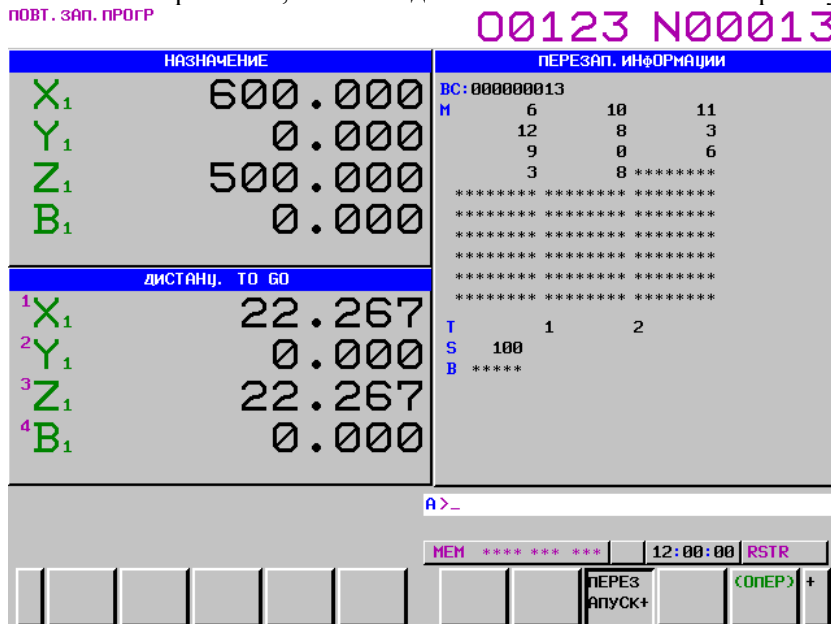 ПОВТ.ЗАП.ПРОГР O0123 N00013
НАЗНАЧЕНИЕ
X1 600.000
Y1 0.000
Z1 500.000
B1 0.000
ДИСТАНЦ. TO GO
1X1 22.267
2Y1 0.000
3Z1 22.267
4B1 0.000
ПЕРЕЗАП.ИНФОРМАЦИИ
ВС:000000013
M 6 10 11
12 8 3
9 0 6
3 8 ********
******** ******** ********
******** ******** ********
******** ******** ********
******** ******** ********
******** ******** ********
******** ******** ********
T 1 2
S 100
B *****
A>_
MEM **** *** *** 12:00:00 RSTR
ПЕРЕЗ (ОПЕР) +
АПУСК+